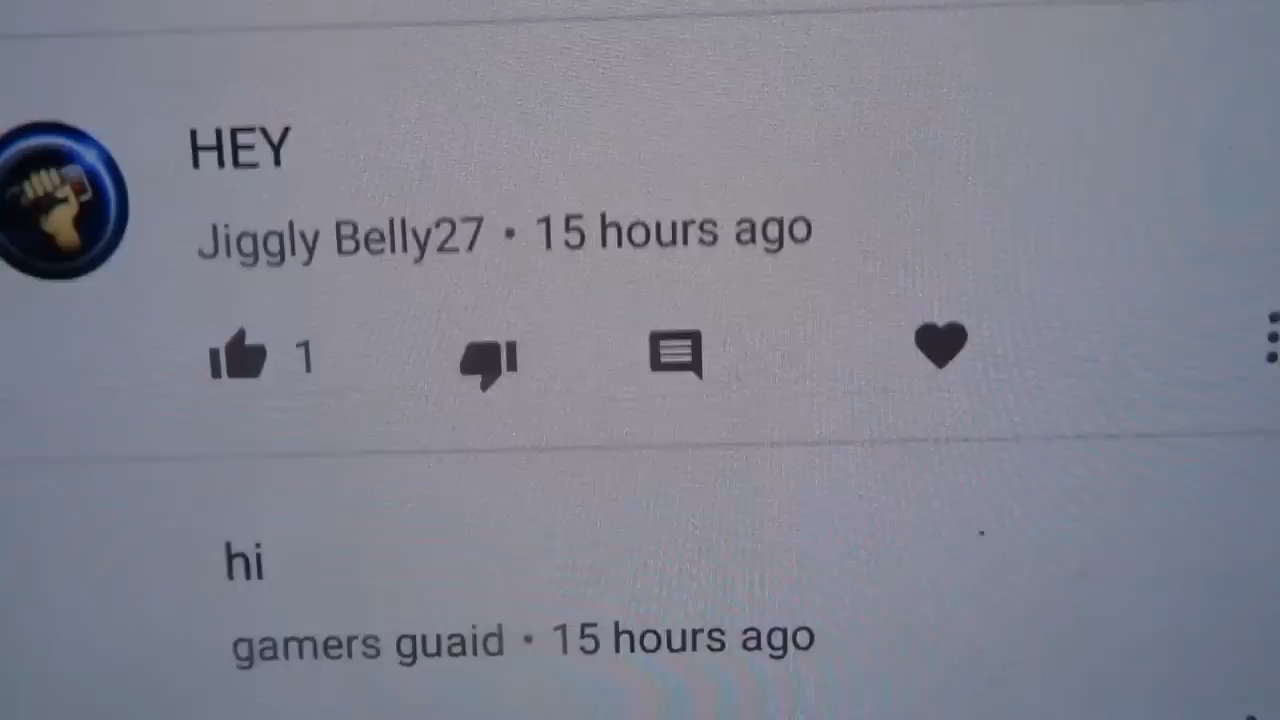 HEY
Jiggly Belly27 • 15 hours ago
1
hi
gamers guaid • 15 hours ago